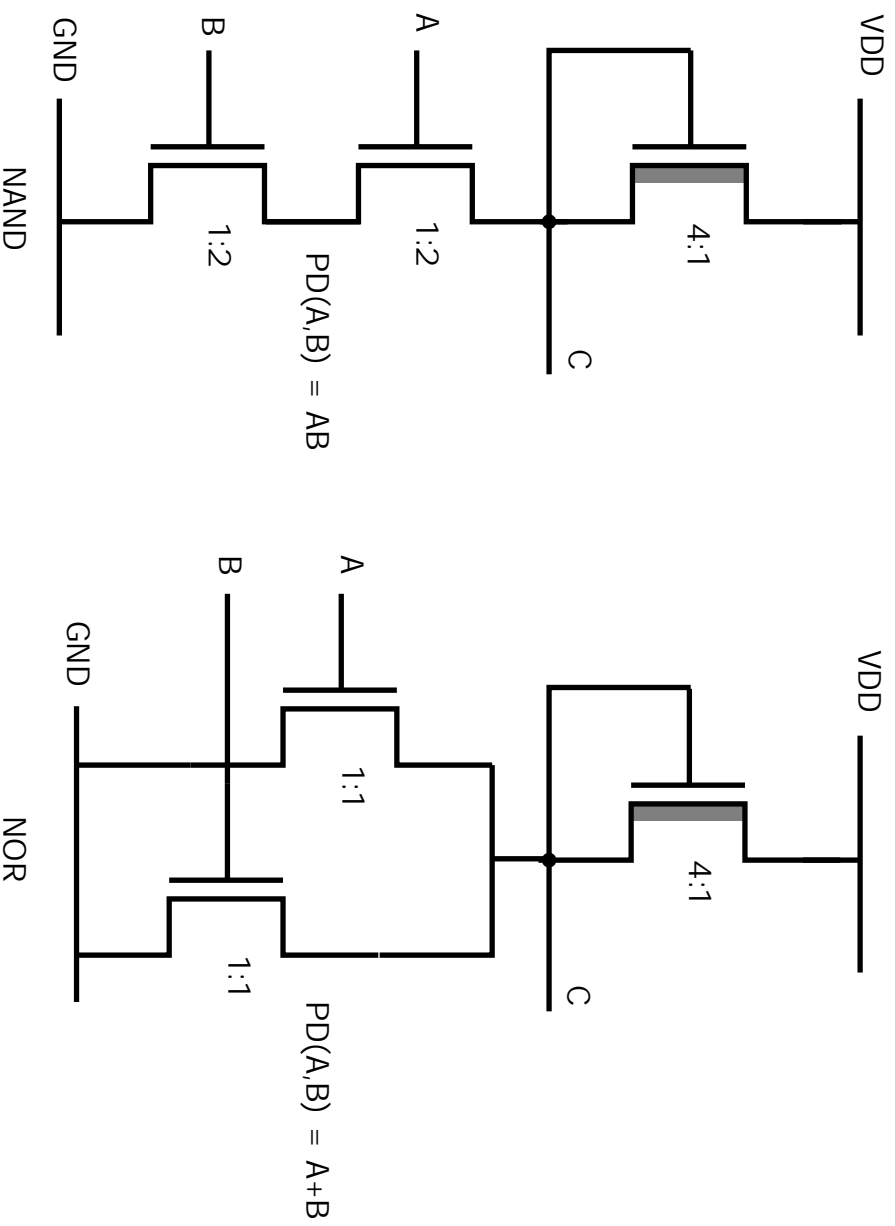 VDD
4:1
C
A
1:2
PD(A,B) = AB
B
1:2
GND
NAND
VDD
4:1
C
A
1:1
PD(A,B) = A+B
B
1:1
GND
NOR